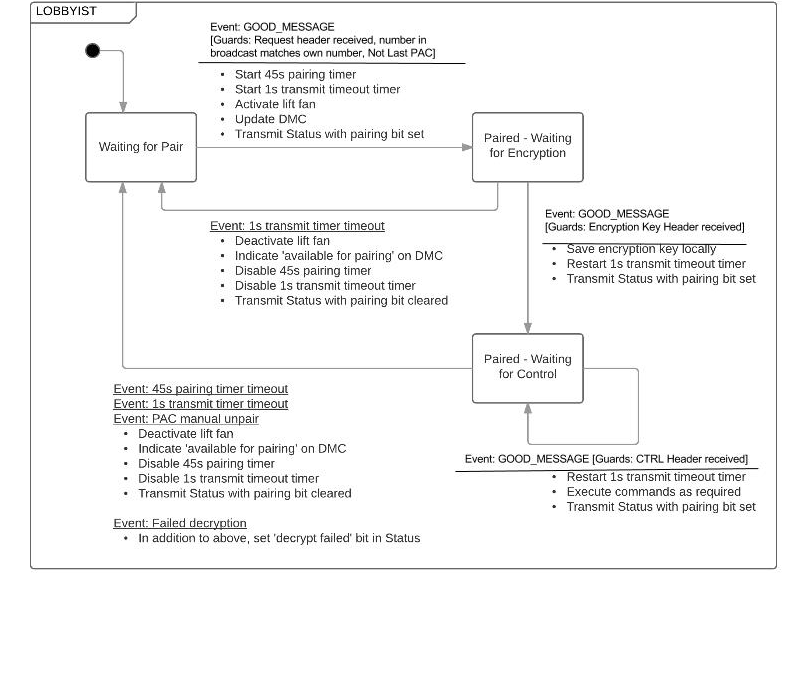 LOBBYIST
Event: GOOD_MESSAGE
[Guards: Request header received, number in
broadcast matches own number, Not Last PAC]
• Start 45s pairing timer
• Start 1s transmit timeout timer
• Activate lift fan
• Update DMC
• Transmit Status with pairing bit set
Waiting for Pair
Paired - Waiting
for Encryption
Event: 1s transmit timer timeout
• Deactivate lift fan
• Indicate 'available for pairing' on DMC
• Disable 45s pairing timer
• Disable 1s transmit timeout timer
• Transmit Status with pairing bit cleared
Event: GOOD_MESSAGE
[Guards: Encryption Key Header received]
• Save encryption key locally
• Restart 1s transmit timeout timer
• Transmit Status with pairing bit set
Paired - Waiting
for Control
Event: 45s pairing timer timeout
Event: 1s transmit timer timeout
Event: PAC manual unpair
• Deactivate lift fan
• Indicate 'available for pairing' on DMC
• Disable 45s pairing timer
• Disable 1s transmit timeout timer
• Transmit Status with pairing bit cleared
Event: Failed decryption
• In addition to above, set 'decrypt failed' bit in Status
Event: GOOD_MESSAGE [Guards: CTRL Header received]
• Restart 1s transmit timeout timer
• Execute commands as required
• Transmit Status with pairing bit set